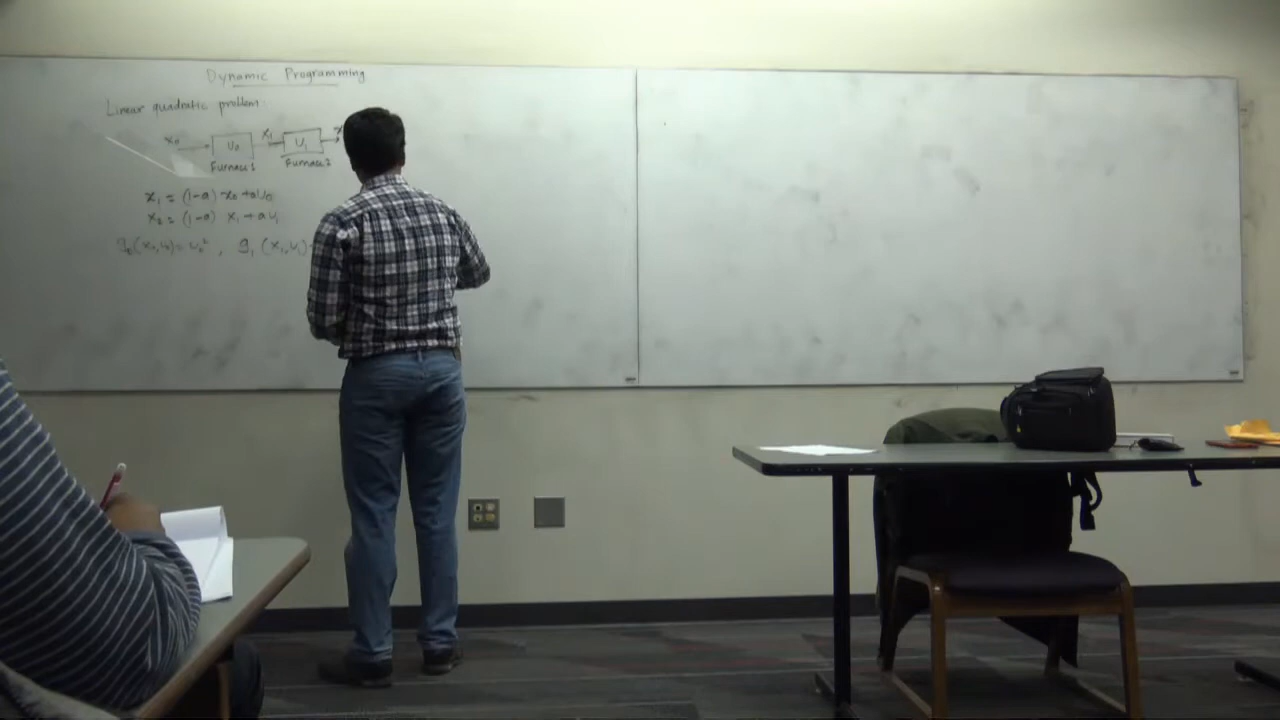 Dynamic Programming
Linear quadratic problem:
x₀ U₀ x₁ U₁
Furnace 1 Furnace 2
x₁ = (1-a) x₀ + a U₀
x₂ = (1-a) x₁ + a U₁
g₀(x₀,u₀) = u₀² , g₁(x₁,u₁)